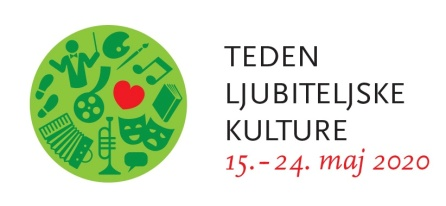 TEDEN
LJUBITELJSKE
KULTURE
15. – 24. maj 2020